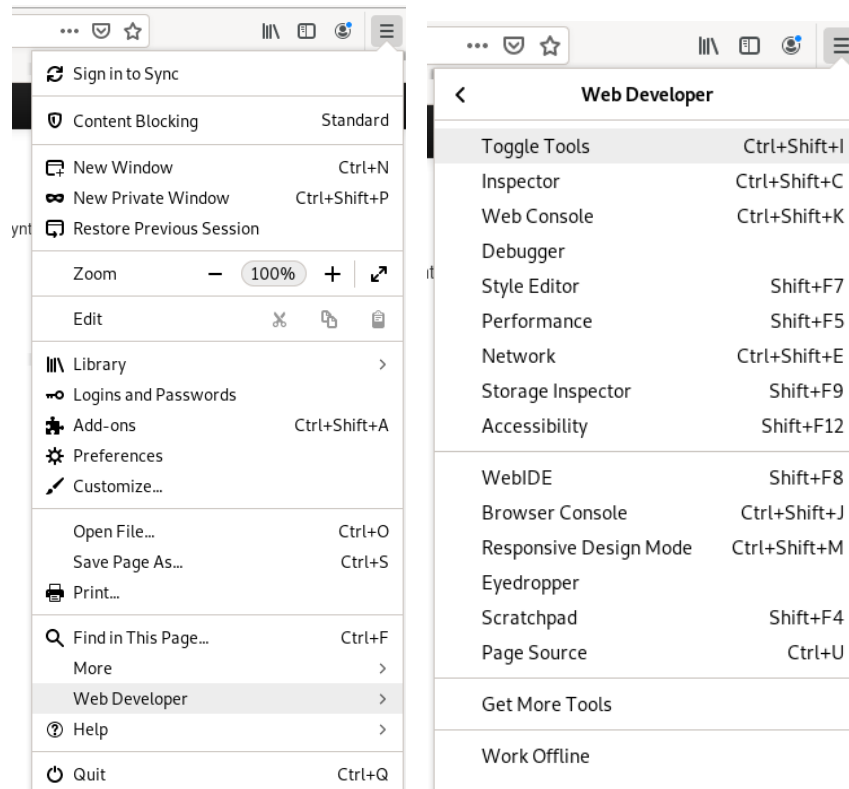 Sign in to Sync
Content Blocking Standard
New Window Ctrl+N
New Private Window Ctrl+Shift+P
ynt
Restore Previous Session
Zoom − 100% +
Edit
Library
Logins and Passwords
Add-ons Ctrl+Shift+A
Preferences
Customize...
Open File... Ctrl+O
Save Page As... Ctrl+S
Print...
Find in This Page... Ctrl+F
More
Web Developer
Help
Quit Ctrl+Q
Web Developer
Toggle Tools Ctrl+Shift+I
Inspector Ctrl+Shift+C
Web Console Ctrl+Shift+K
Debugger
Style Editor Shift+F7
Performance Shift+F5
Network Ctrl+Shift+E
Storage Inspector Shift+F9
Accessibility Shift+F12
WebIDE Shift+F8
Browser Console Ctrl+Shift+J
Responsive Design Mode Ctrl+Shift+M
Eyedropper
Scratchpad Shift+F4
Page Source Ctrl+U
Get More Tools
Work Offline